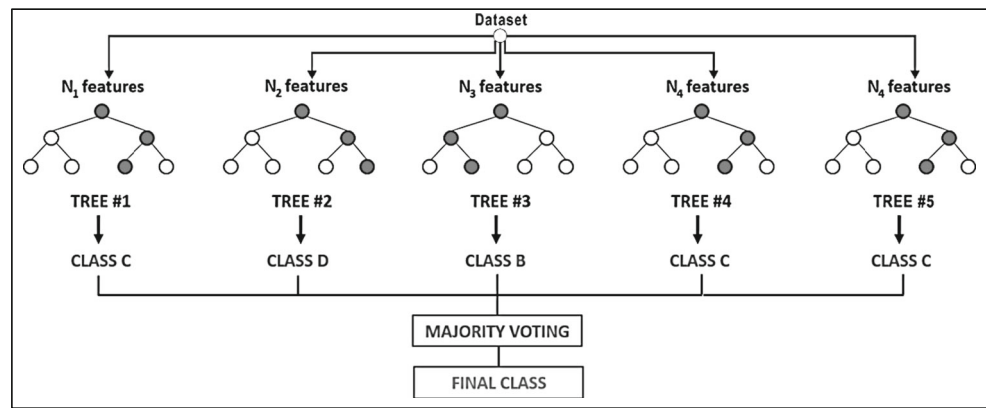 Dataset
N₁ features N₂ features N₃ features N₄ features N₄ features
TREE #1 TREE #2 TREE #3 TREE #4 TREE #5
CLASS C CLASS D CLASS B CLASS C CLASS C
MAJORITY VOTING
FINAL CLASS